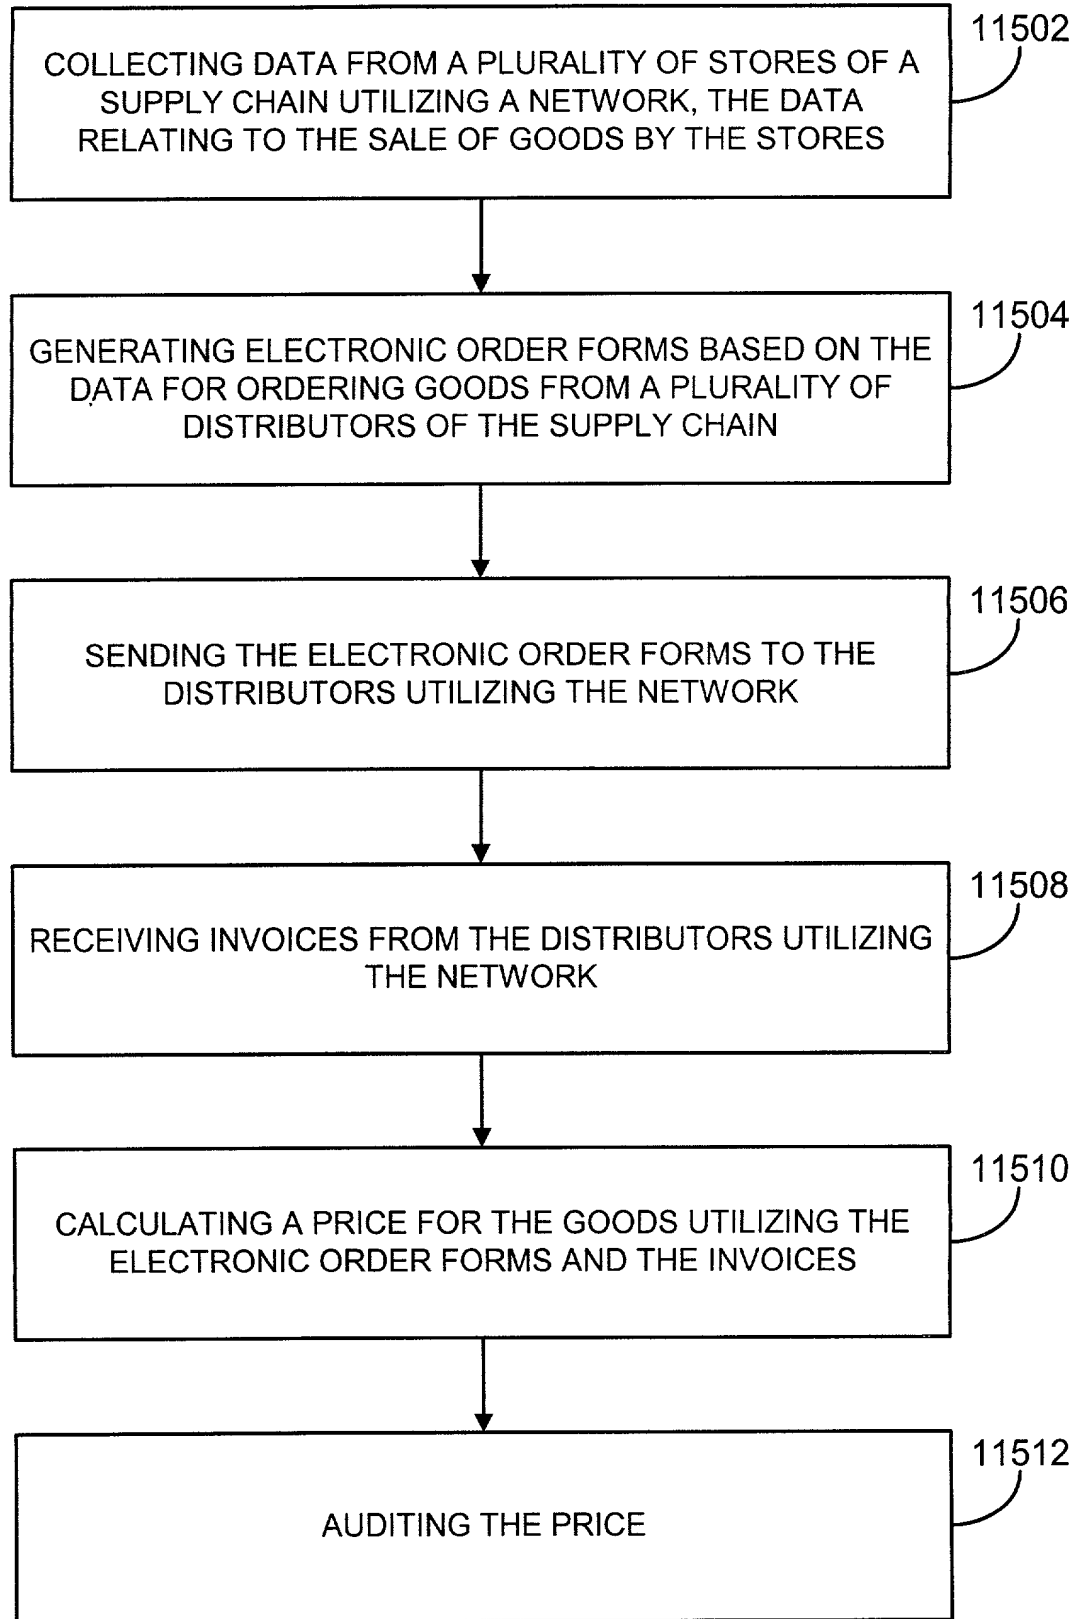 11502
COLLECTING DATA FROM A PLURALITY OF STORES OF A
SUPPLY CHAIN UTILIZING A NETWORK, THE DATA
RELATING TO THE SALE OF GOODS BY THE STORES
11504
GENERATING ELECTRONIC ORDER FORMS BASED ON THE
DATA FOR ORDERING GOODS FROM A PLURALITY OF
DISTRIBUTORS OF THE SUPPLY CHAIN
11506
SENDING THE ELECTRONIC ORDER FORMS TO THE
DISTRIBUTORS UTILIZING THE NETWORK
11508
RECEIVING INVOICES FROM THE DISTRIBUTORS UTILIZING
THE NETWORK
11510
CALCULATING A PRICE FOR THE GOODS UTILIZING THE
ELECTRONIC ORDER FORMS AND THE INVOICES
11512
AUDITING THE PRICE